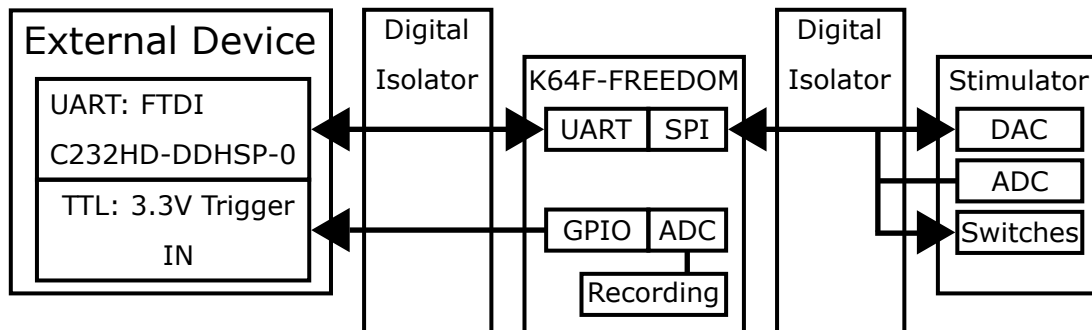 External Device
UART: FTDI
C232HD-DDHSP-0
TTL: 3.3V Trigger
IN
Digital
Isolator
K64F-FREEDOM
UART
SPI
GPIO
ADC
Recording
Digital
Isolator
Stimulator
DAC
ADC
Switches